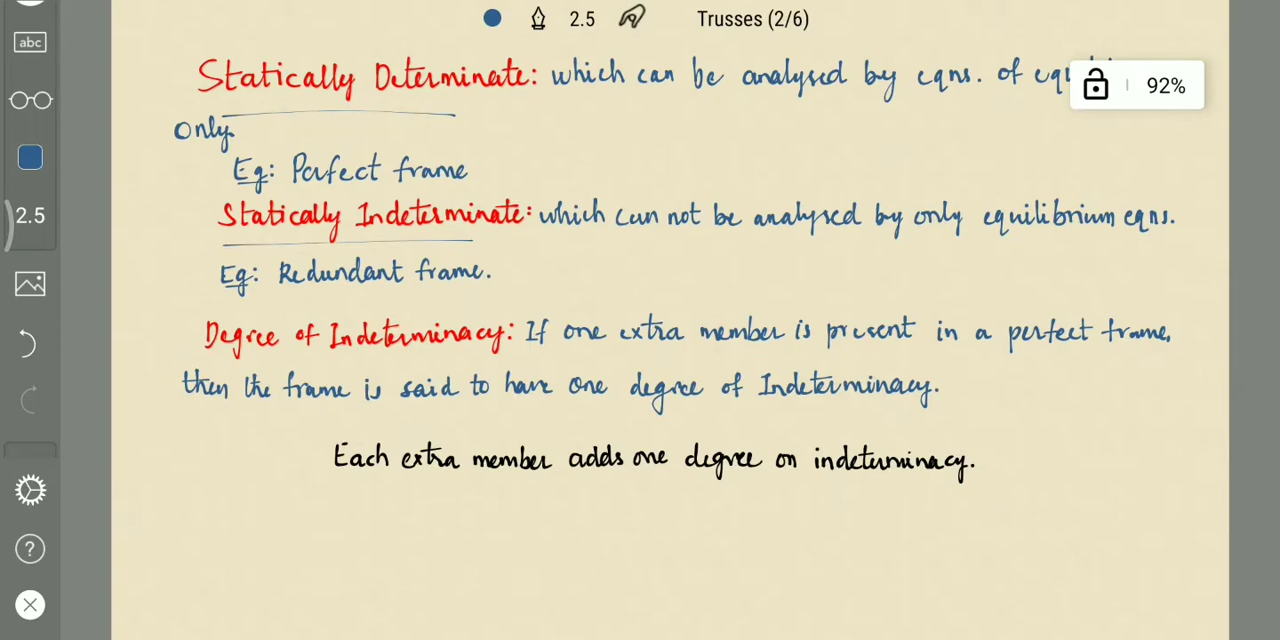 abc
2.5
Trusses (2/6)
Statically Determinate: which can be analysed by eqns. of
92%
only.
Eg: Perfect frame
2.5
Statically Indeterminate: which can not be analysed by only equilibrium eqns.
Eg: Redundant frame.
Degree of Indeterminacy: If one extra member is present in a perfect frame,
then the frame is said to have one degree of Indeterminacy.
Each extra member adds one degree on indeterminacy.
?